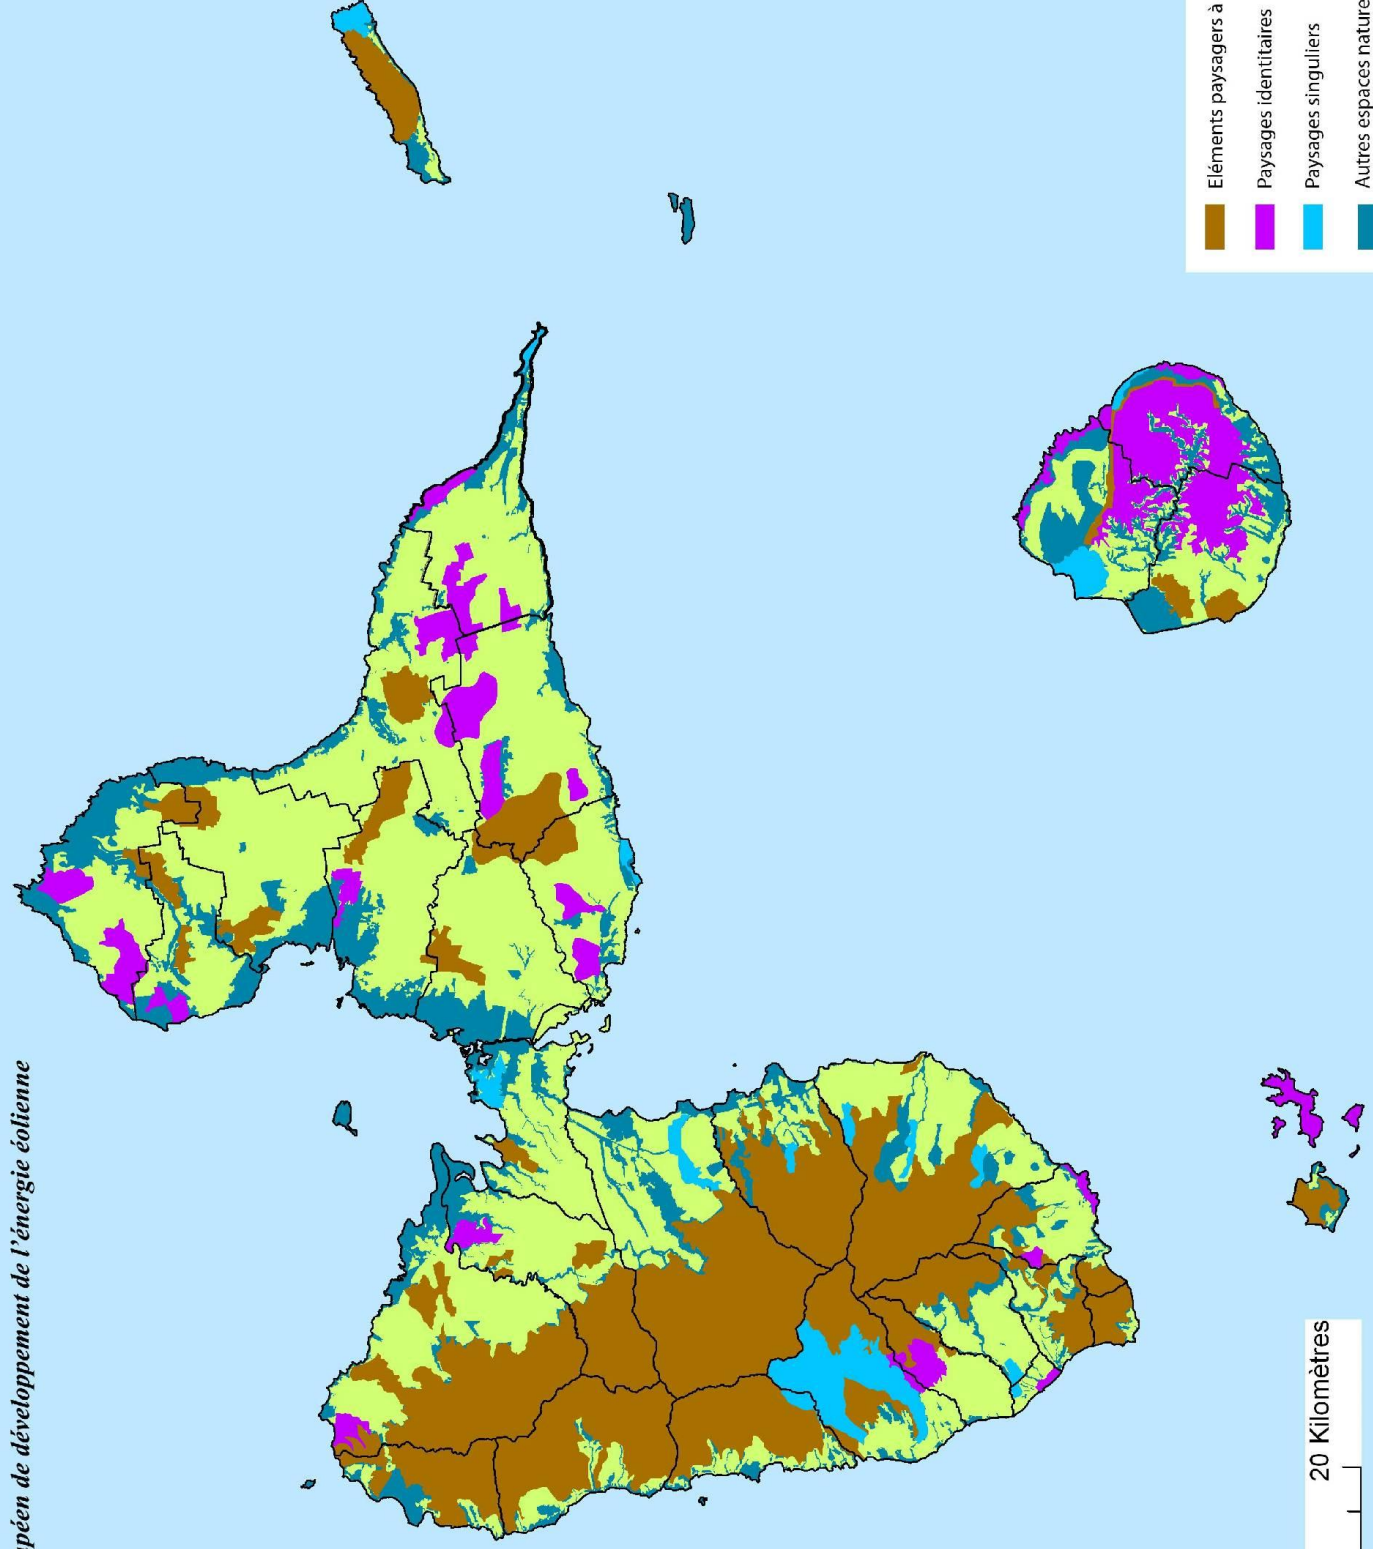 péen de développement de l'énergie éolienne
Eléments paysagers à
Paysages identitaires
Paysages singuliers
Autres espaces nature
20 Kilomètres